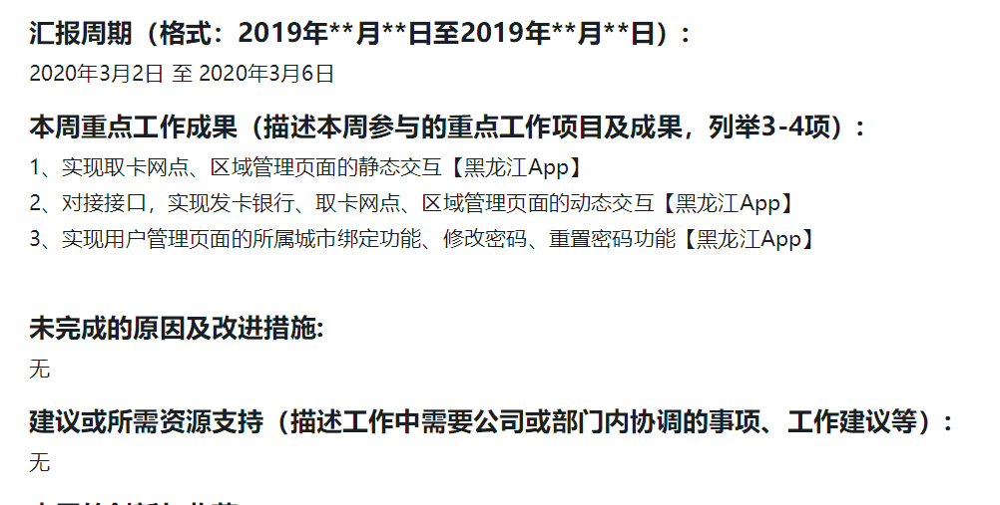 汇报周期（格式：2019年**月**日至2019年**月**日）:
2020年3月2日 至 2020年3月6日
本周重点工作成果（描述本周参与的重点工作项目及成果，列举3-4项）:
1、实现取卡网点、区域管理页面的静态交互【黑龙江App】
2、对接接口，实现发卡银行、取卡网点、区域管理页面的动态交互【黑龙江App】
3、实现用户管理页面的所属城市绑定功能、修改密码、重置密码功能【黑龙江App】
未完成的原因及改进措施:
无
建议或所需资源支持（描述工作中需要公司或部门内协调的事项、工作建议等）:
无